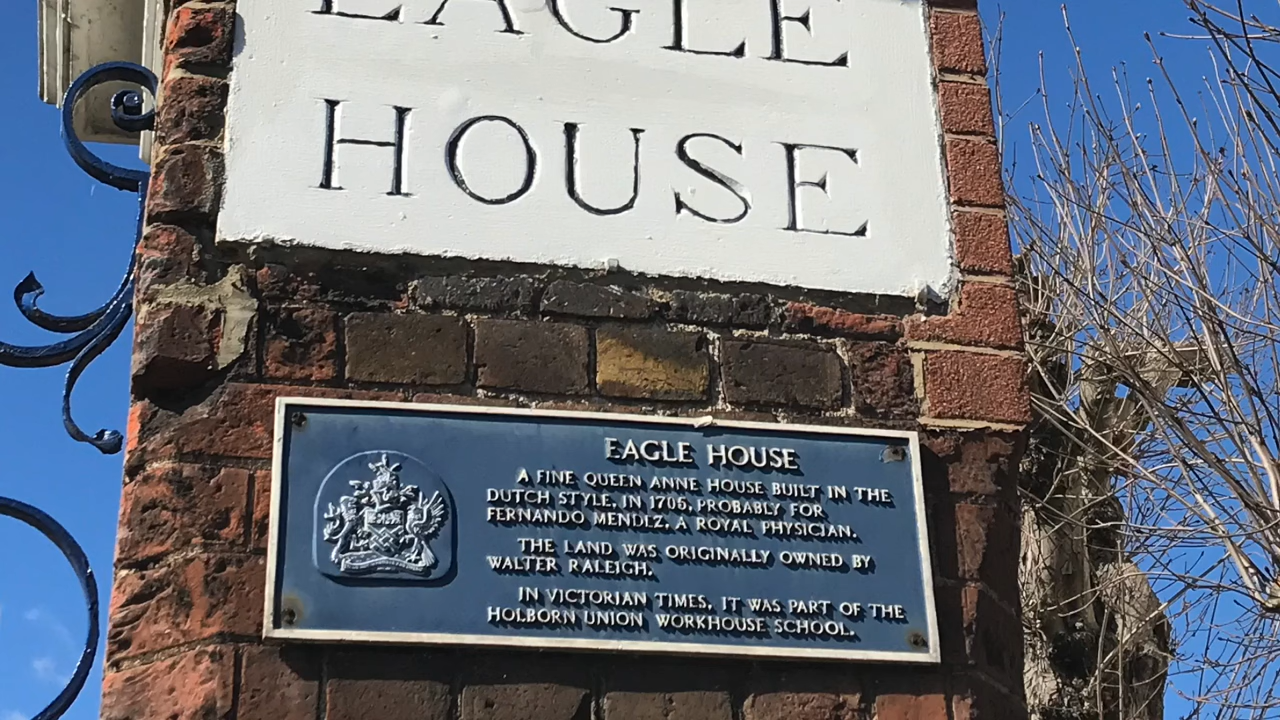 EAGLE
HOUSE
EAGLE HOUSE
A FINE QUEEN ANNE HOUSE BUILT IN THE
DUTCH STYLE, IN 1705, PROBABLY FOR
FERNANDO MENDEZ, A ROYAL PHYSICIAN.
THE LAND WAS ORIGINALLY OWNED BY
WALTER RALEIGH.
IN VICTORIAN TIMES, IT WAS PART OF THE
HOLBORN UNION WORKHOUSE SCHOOL.